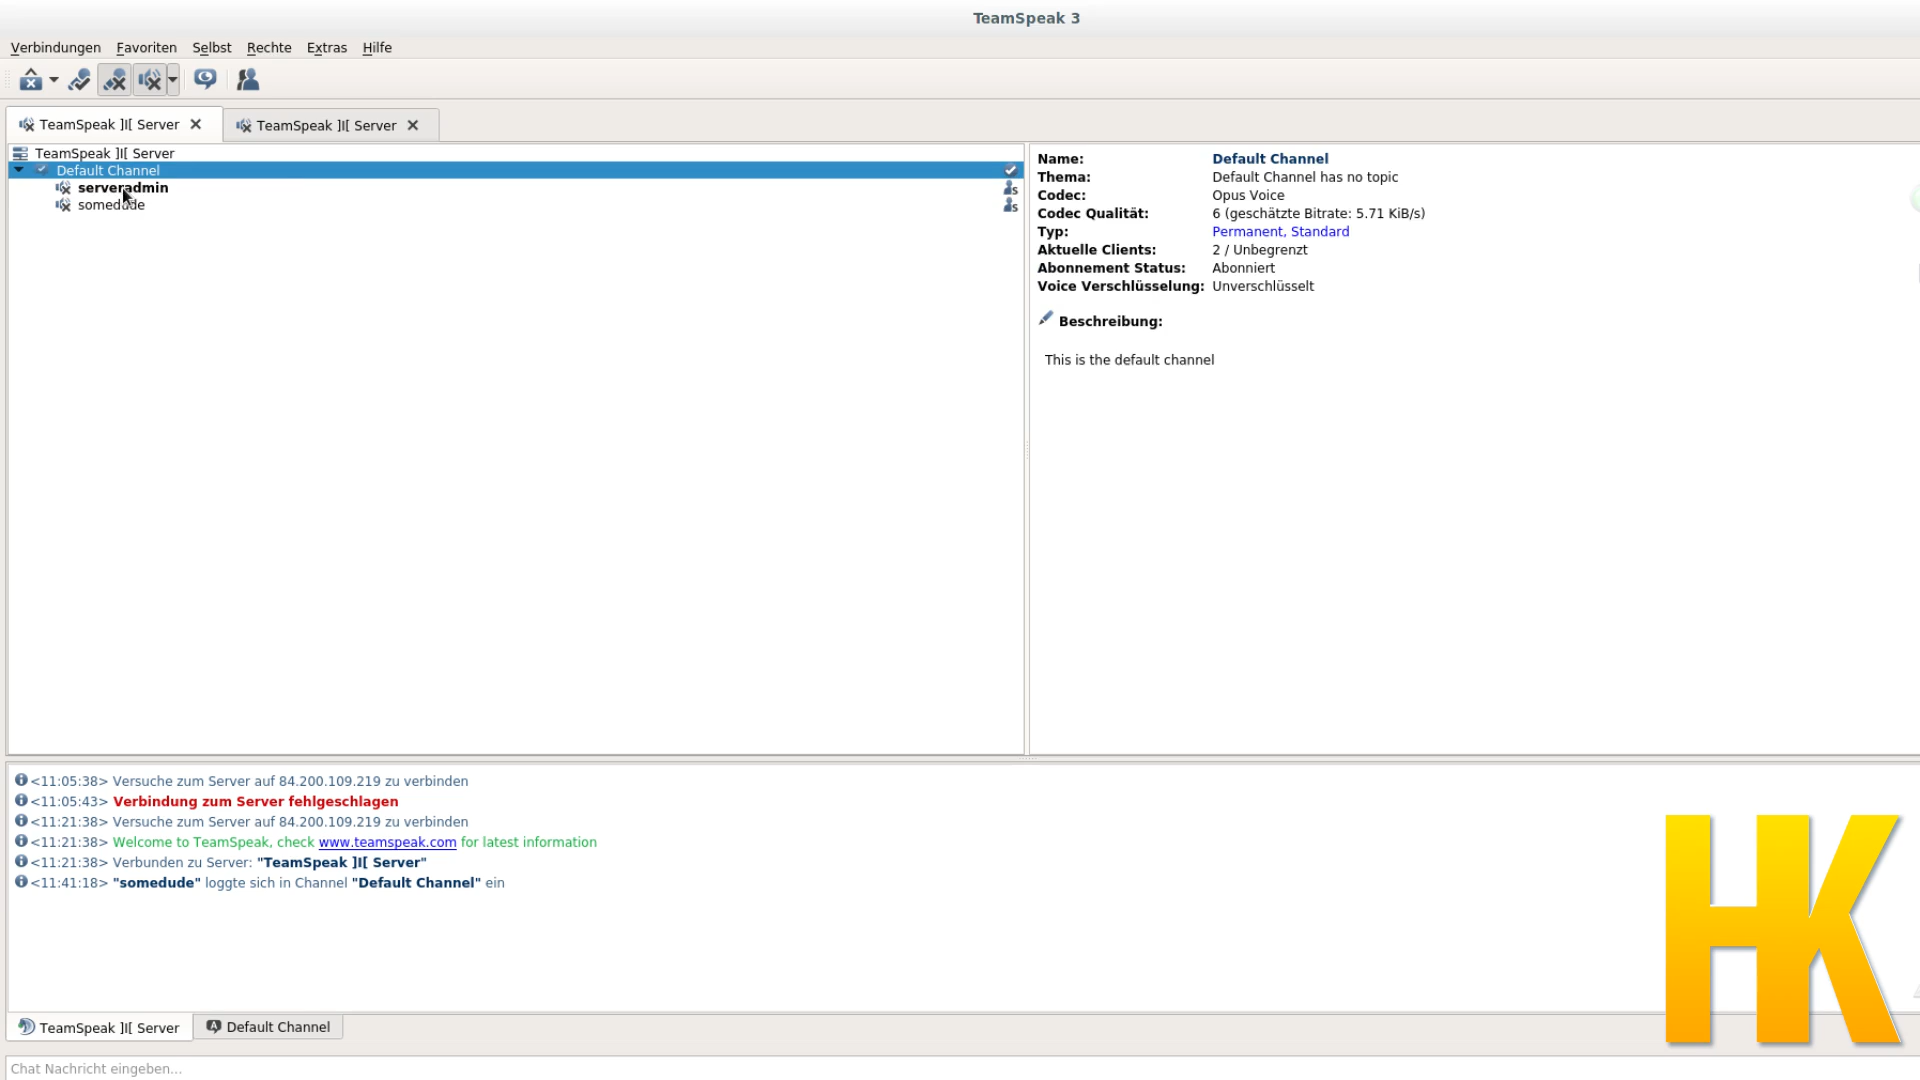 TeamSpeak 3
Verbindungen Favoriten Selbst Rechte Extras Hilfe
TeamSpeak ]I[ Server TeamSpeak ]I[ Server
TeamSpeak ]I[ Server
Default Channel
serveradmin
somedude
Name: Default Channel
Thema: Default Channel has no topic
Codec: Opus Voice
Codec Qualität: 6 (geschätzte Bitrate: 5.71 KiB/s)
Typ: Permanent, Standard
Aktuelle Clients: 2 / Unbegrenzt
Abonnement Status: Abonniert
Voice Verschlüsselung: Unverschlüsselt
Beschreibung:
This is the default channel
<11:05:38> Versuche zum Server auf 84.200.109.219 zu verbinden
<11:05:43> Verbindung zum Server fehlgeschlagen
<11:21:38> Versuche zum Server auf 84.200.109.219 zu verbinden
<11:21:38> Welcome to TeamSpeak, check www.teamspeak.com for latest information
<11:21:38> Verbunden zu Server: "TeamSpeak ]I[ Server"
<11:41:18> "somedude" loggte sich in Channel "Default Channel" ein
HK
TeamSpeak ]I[ Server Default Channel
Chat Nachricht eingeben...